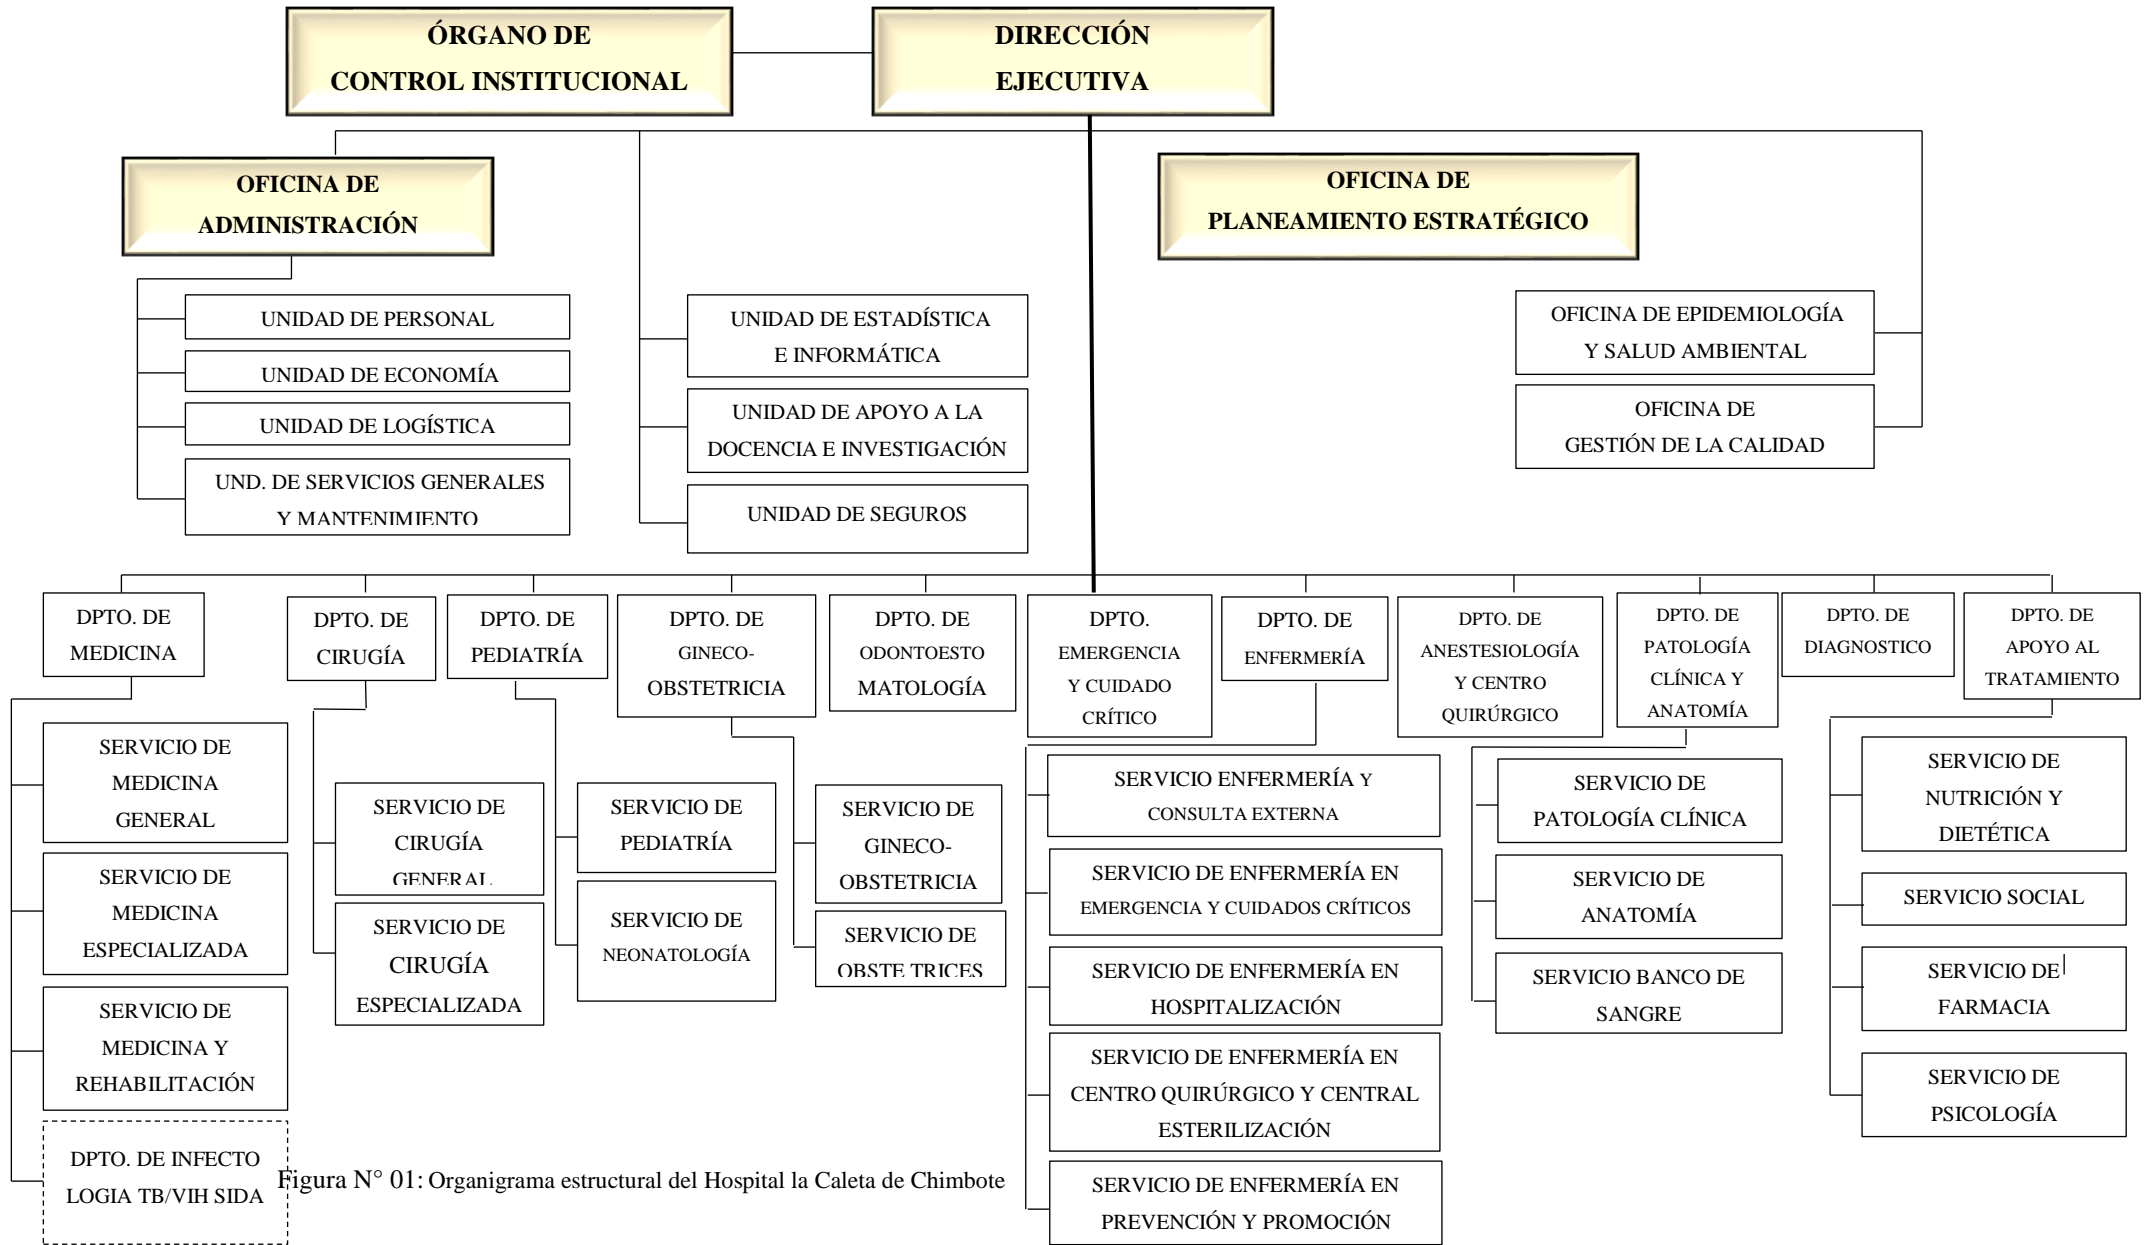 ÓRGANO DE
CONTROL INSTITUCIONAL
DIRECCIÓN
EJECUTIVA
OFICINA DE
ADMINISTRACIÓN
OFICINA DE
PLANEAMIENTO ESTRATÉGICO
UNIDAD DE PERSONAL
UNIDAD DE ECONOMÍA
UNIDAD DE LOGÍSTICA
UND. DE SERVICIOS GENERALES
Y MANTENIMIENTO
UNIDAD DE ESTADÍSTICA
E INFORMÁTICA
UNIDAD DE APOYO A LA
DOCENCIA E INVESTIGACIÓN
UNIDAD DE SEGUROS
OFICINA DE EPIDEMIOLOGÍA
Y SALUD AMBIENTAL
OFICINA DE
GESTIÓN DE LA CALIDAD
DPTO. DE
MEDICINA
DPTO. DE
CIRUGÍA
DPTO. DE
PEDIATRÍA
DPTO. DE
GINECO-
OBSTETRICIA
DPTO. DE
ODONTOESTO
MATOLOGÍA
DPTO.
EMERGENCIA
Y CUIDADO
CRÍTICO
DPTO. DE
ENFERMERÍA
DPTO. DE
ANESTESIOLOGÍA
Y CENTRO
QUIRÚRGICO
DPTO. DE
PATOLOGÍA
CLÍNICA Y
ANATOMÍA
DPTO. DE
DIAGNOSTICO
DPTO. DE
APOYO AL
TRATAMIENTO
SERVICIO DE
MEDICINA
GENERAL
SERVICIO DE
MEDICINA
ESPECIALIZADA
SERVICIO DE
MEDICINA Y
REHABILITACIÓN
DPTO. DE INFECTO
LOGIA TB/VIH SIDA
SERVICIO DE
CIRUGÍA
GENERAL
SERVICIO DE
CIRUGÍA
ESPECIALIZADA
SERVICIO DE
PEDIATRÍA
SERVICIO DE
NEONATOLOGÍA
SERVICIO DE
GINECO-
OBSTETRICIA
SERVICIO DE
OBSTE TRICES
SERVICIO ENFERMERÍA Y
CONSULTA EXTERNA
SERVICIO DE ENFERMERÍA EN
EMERGENCIA Y CUIDADOS CRÍTICOS
SERVICIO DE ENFERMERÍA EN
HOSPITALIZACIÓN
SERVICIO DE ENFERMERÍA EN
CENTRO QUIRÚRGICO Y CENTRAL
ESTERILIZACIÓN
SERVICIO DE ENFERMERÍA EN
PREVENCIÓN Y PROMOCIÓN
SERVICIO DE
PATOLOGÍA CLÍNICA
SERVICIO DE
ANATOMÍA
SERVICIO BANCO DE
SANGRE
SERVICIO DE
NUTRICIÓN Y
DIETÉTICA
SERVICIO SOCIAL
SERVICIO DE
FARMACIA
SERVICIO DE
PSICOLOGÍA
Figura N° 01: Organigrama estructural del Hospital la Caleta de Chimbote